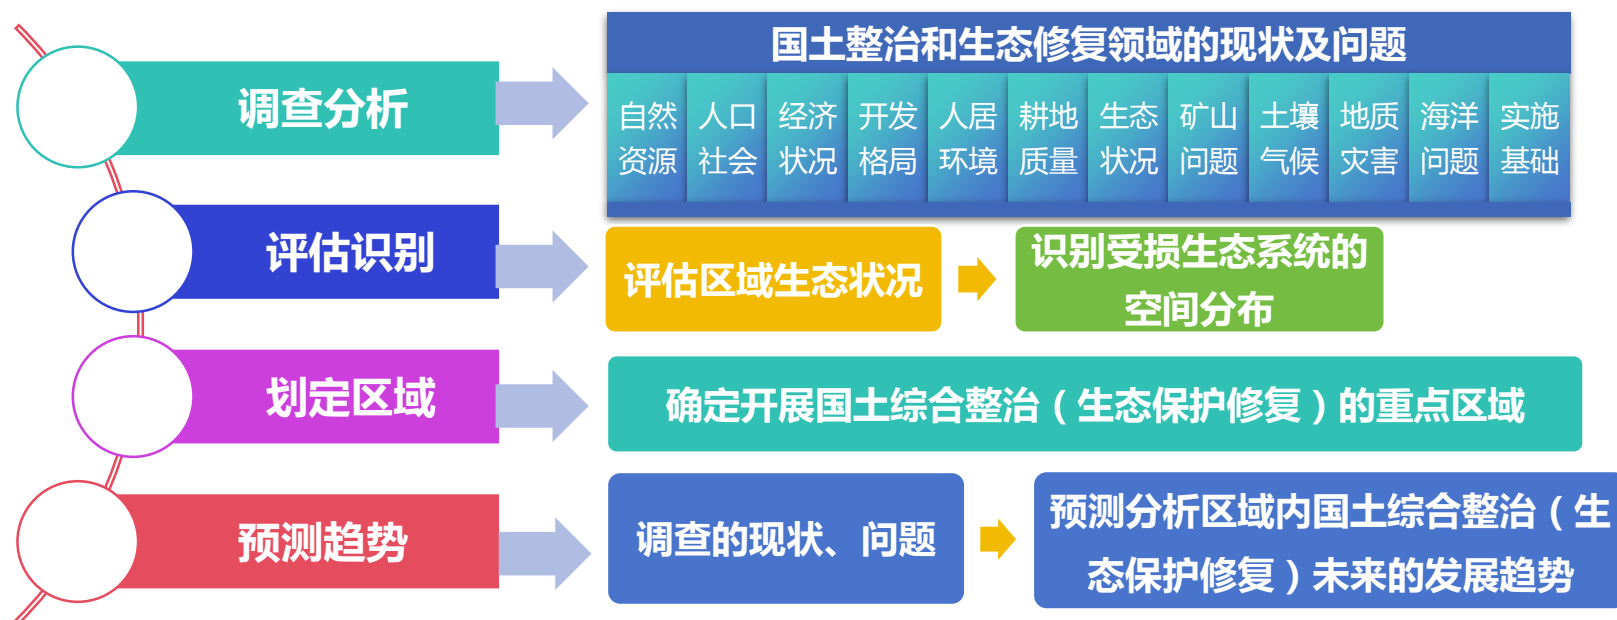 国土整治和生态修复领域的现状及问题
调查分析
自然 人口 经济 开发 人居 耕地 生态 矿山 土壤 地质 海洋 实施
资源 社会 状况 格局 环境 质量 状况 问题 气候 灾害 问题 基础
评估识别
评估区域生态状况
识别受损生态系统的
空间分布
划定区域
确定开展国土综合整治（生态保护修复）的重点区域
预测趋势
调查的现状、问题
预测分析区域内国土综合整治（生
态保护修复）未来的发展趋势